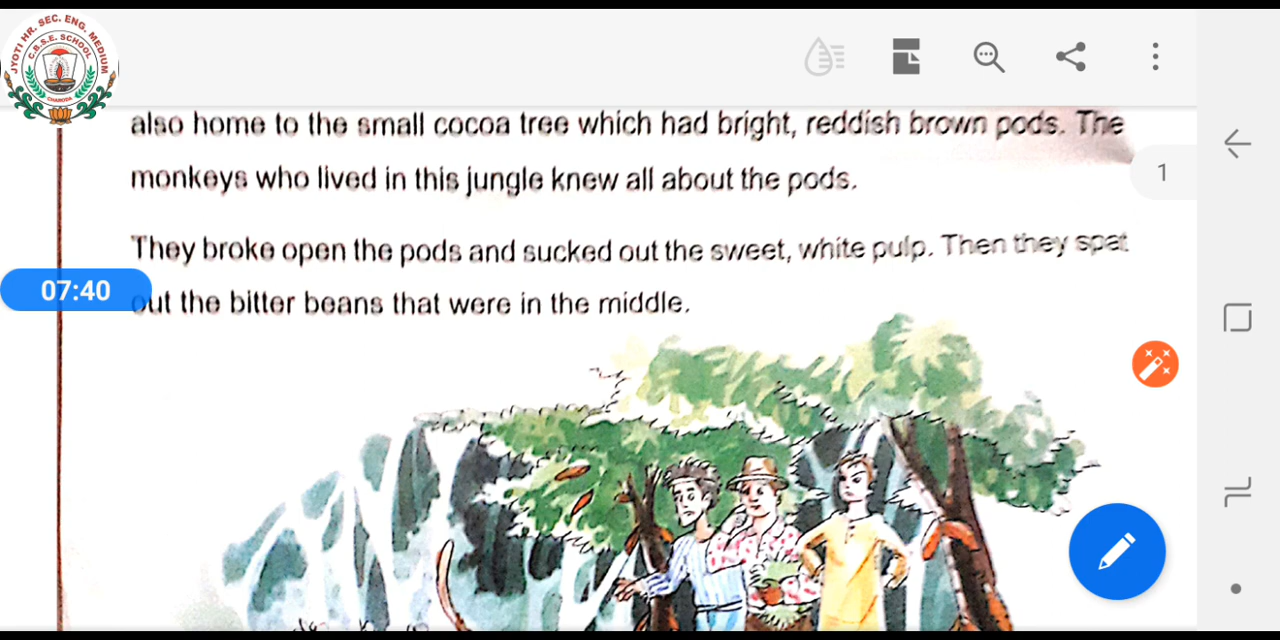 JYOTI HR. SEC. ENG. MEDIUM
C.B.S.E. SCHOOL
CHARODA
also home to the small cocoa tree which had bright, reddish brown pods. The
1
monkeys who lived in this jungle knew all about the pods.
They broke open the pods and sucked out the sweet, white pulp. Then they spat
07:40
out the bitter beans that were in the middle.